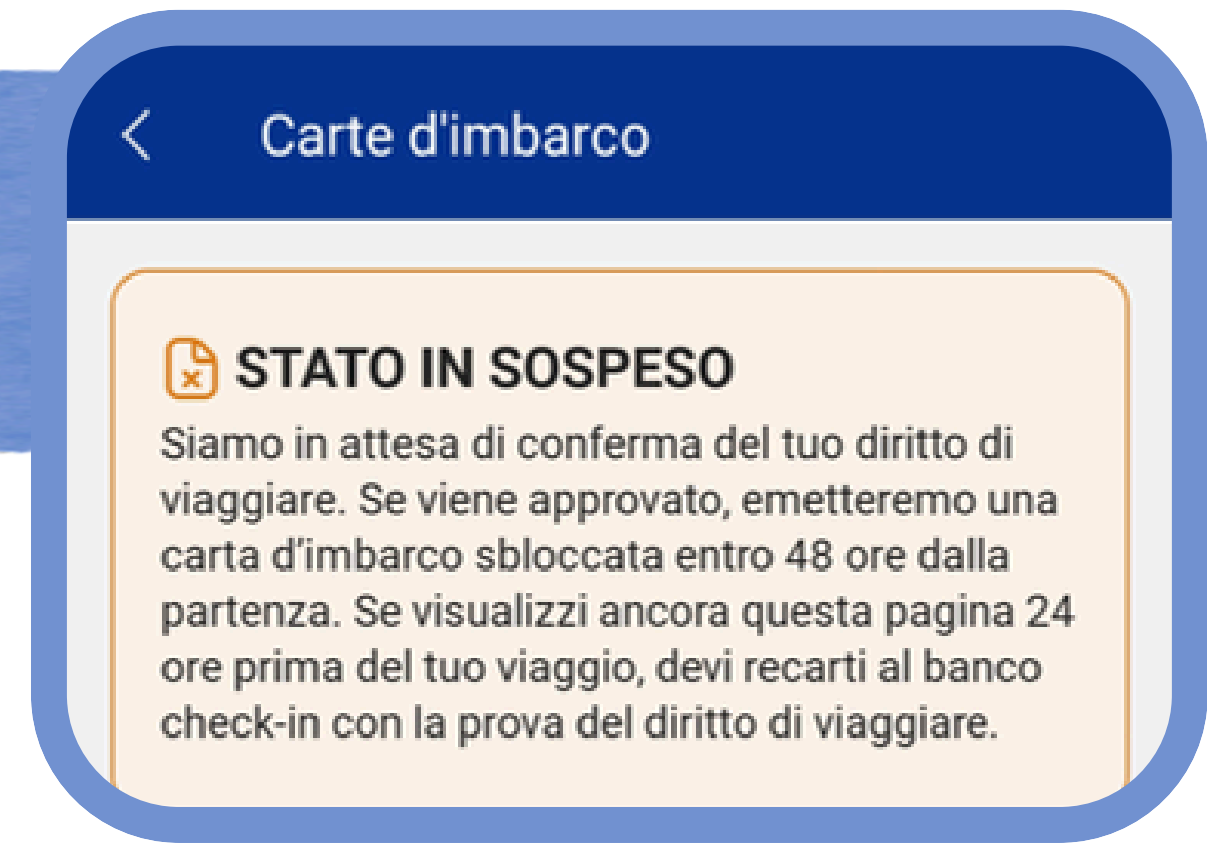 Carte d'imbarco
STATO IN SOSPESO
Siamo in attesa di conferma del tuo diritto di
viaggiare. Se viene approvato, emetteremo una
carta d'imbarco sbloccata entro 48 ore dalla
partenza. Se visualizzi ancora questa pagina 24
ore prima del tuo viaggio, devi recarti al banco
check-in con la prova del diritto di viaggiare.